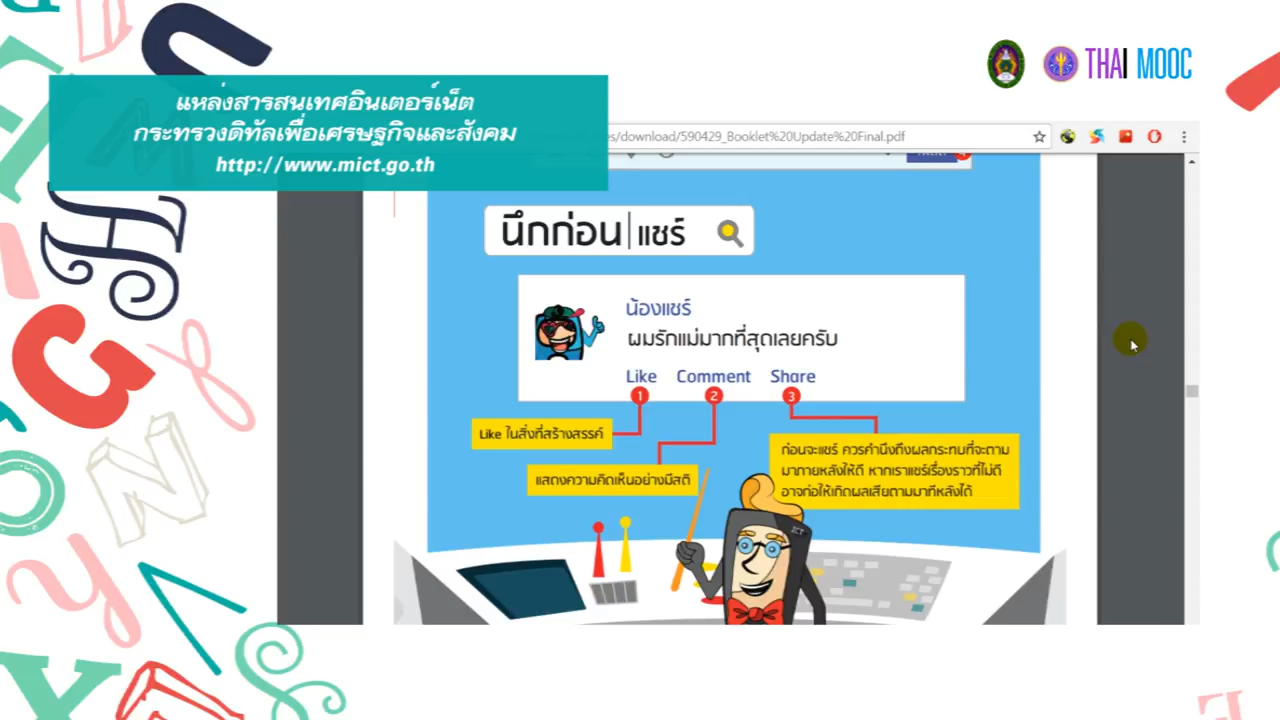 THAI MOOC
แหล่งสารสนเทศอินเตอร์เน็ต
กระทรวงดิทัลเพื่อเศรษฐกิจและสังคม
http://www.mict.go.th
/download/590429_Booklet%20Update%20Final.pdf
นึกก่อน|แชร์
น้องแชร์
ผมรักแม่มากที่สุดเลยครับ
Like Comment Share
1 2 3
Like ในสิ่งที่สร้างสรรค์
แสดงความคิดเห็นอย่างมีสติ
ก่อนจะแชร์ ควรคำนึงถึงผลกระทบที่จะตาม
มาภายหลังให้ดี หากเราแชร์เรื่องราวที่ไม่ดี
อาจก่อให้เกิดผลเสียตามมาทีหลังได้
ICT